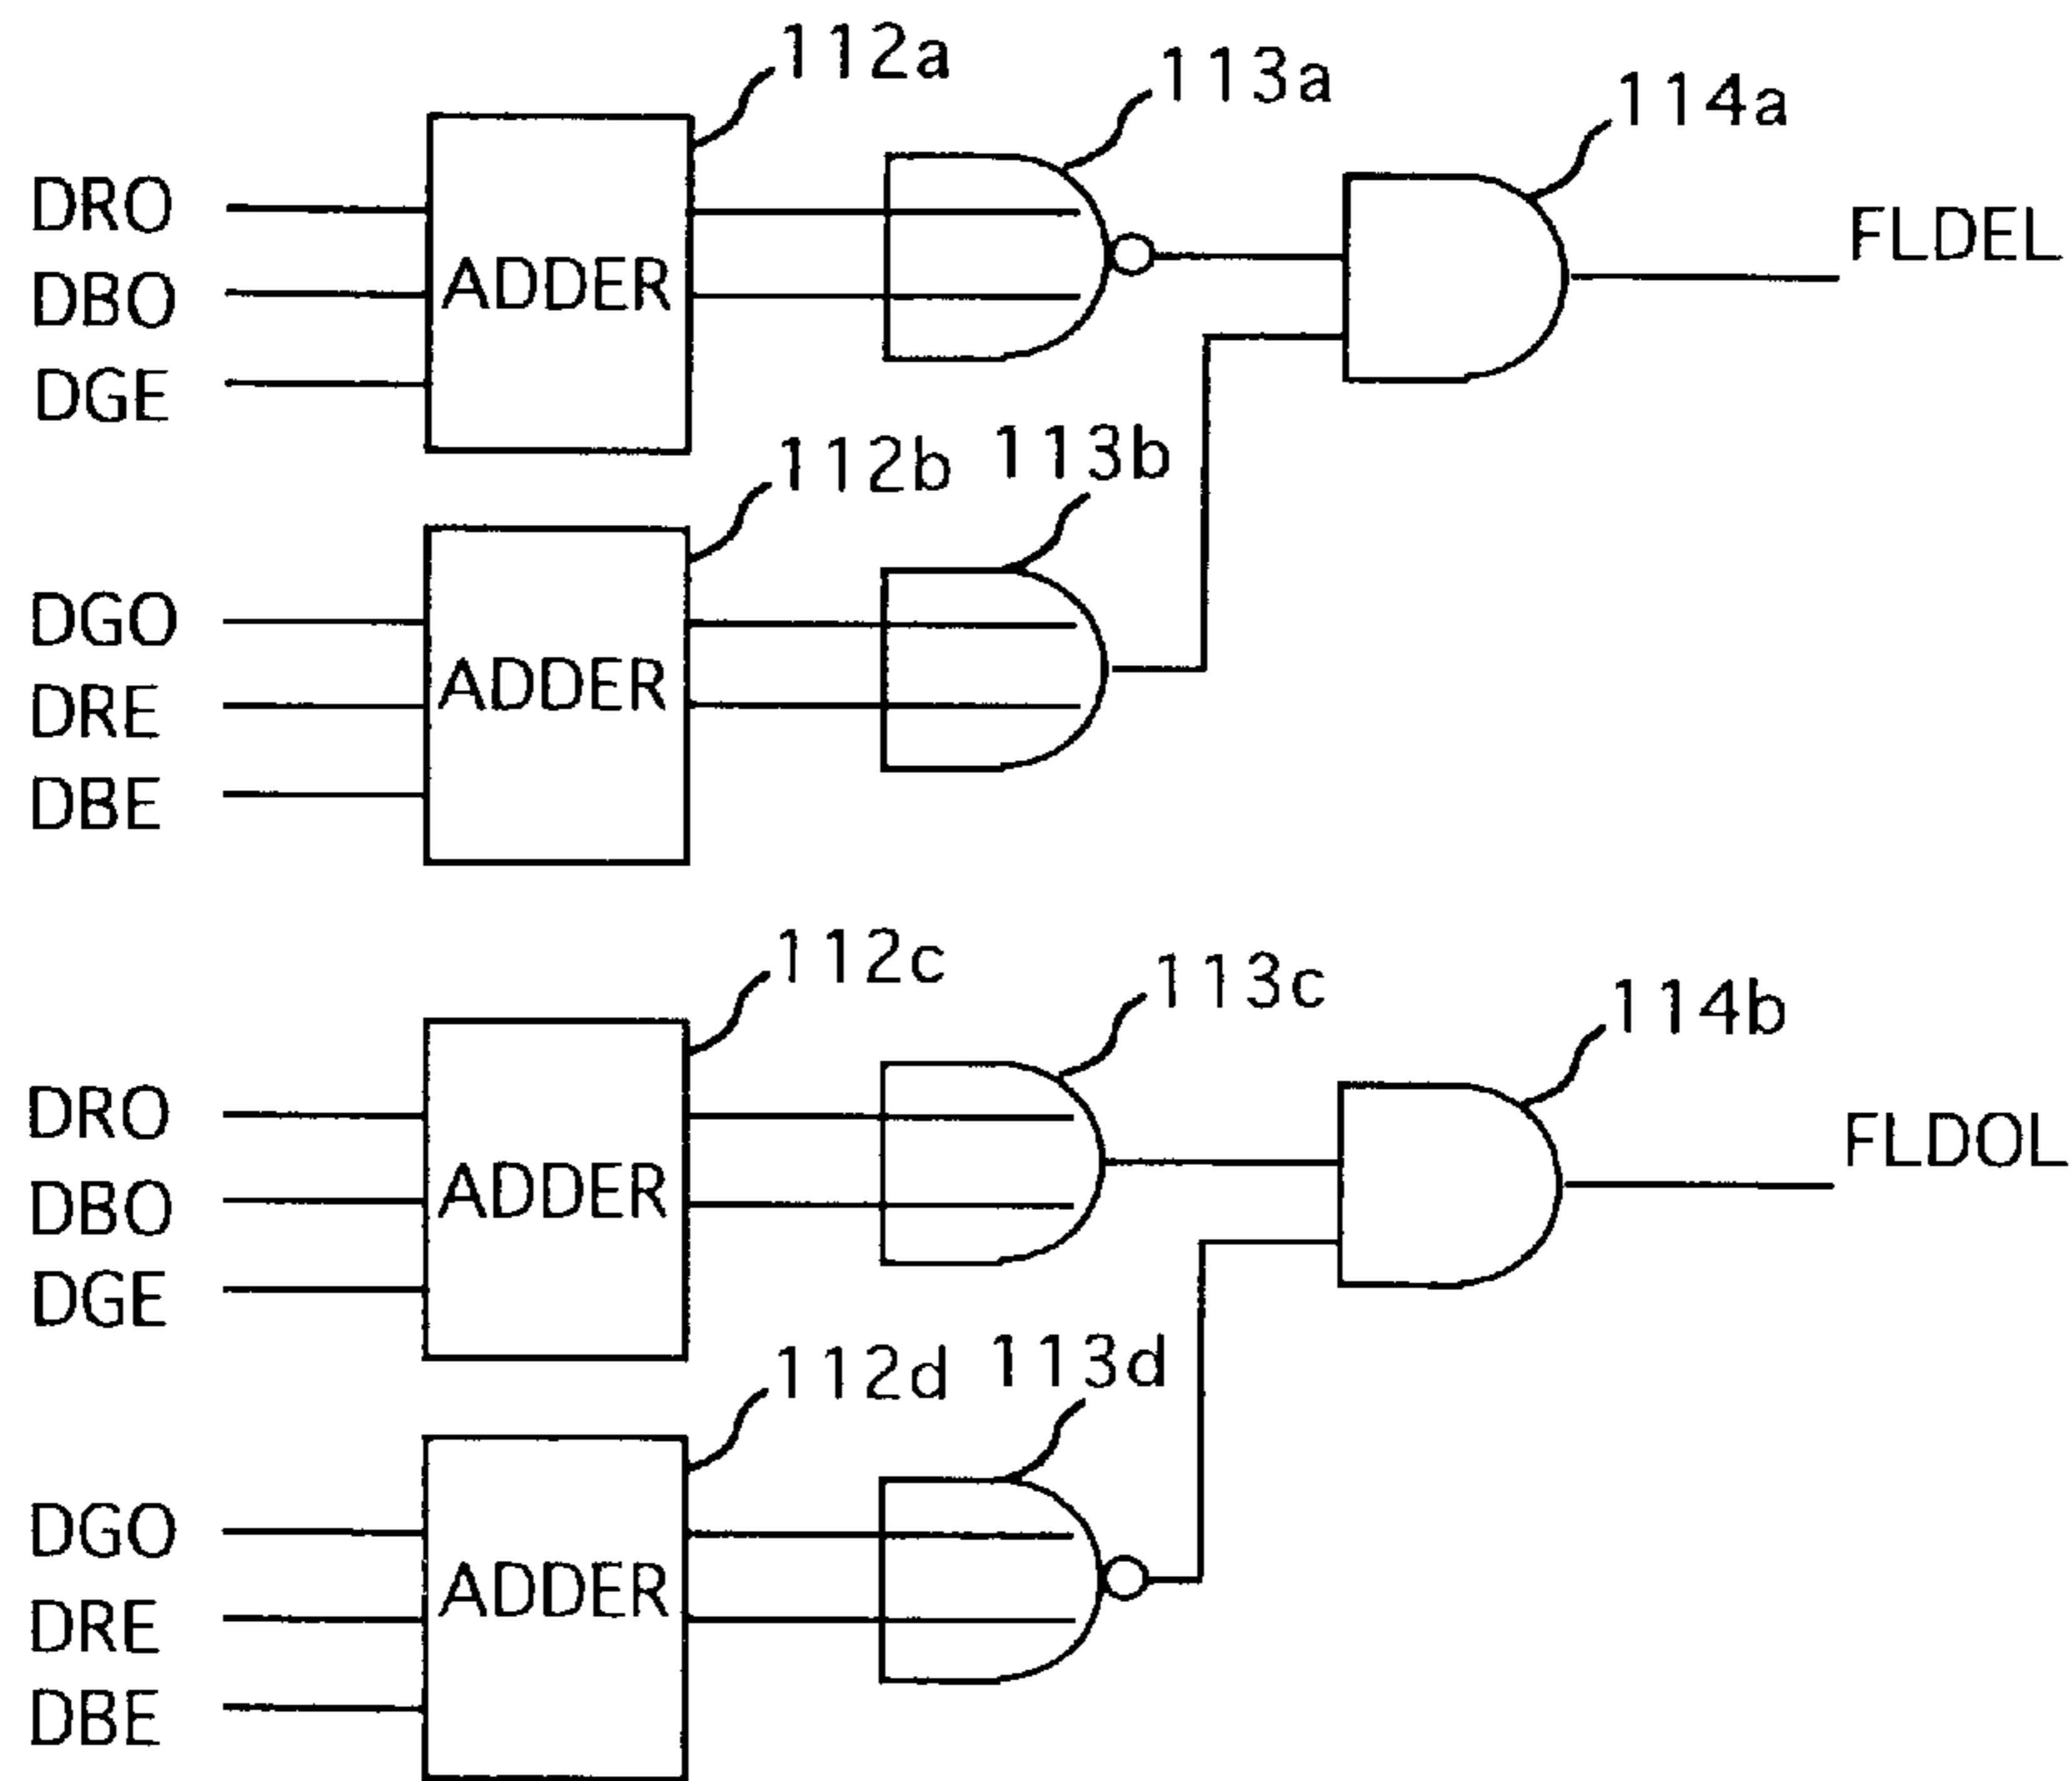 112a
113a
114a
DRO
DBO
DGE
ADDER
FLDEL
112b
113b
DGO
DRE
DBE
ADDER
112c
113c
114b
DRO
DBO
DGE
ADDER
FLDOL
112d
113d
DGO
DRE
DBE
ADDER